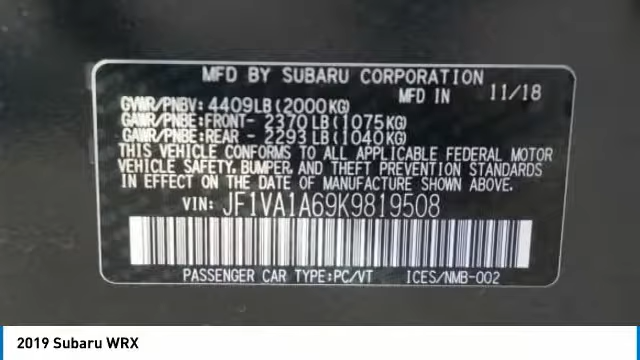 MFD BY SUBARU CORPORATION
GVWR/PNBV: 4409LB(2000KG) MFD IN 11/18
GAWR/PNBE:FRONT- 2370LB(1075KG)
GAWR/PNBE:REAR - 2293LB(1040KG)
THIS VEHICLE CONFORMS TO ALL APPLICABLE FEDERAL MOTOR
VEHICLE SAFETY, BUMPER, AND THEFT PREVENTION STANDARDS
IN EFFECT ON THE DATE OF MANUFACTURE SHOWN ABOVE.
VIN: JF1VA1A69K9819508
PASSENGER CAR TYPE:PC/VT ICES/NMB-002
2019 Subaru WRX